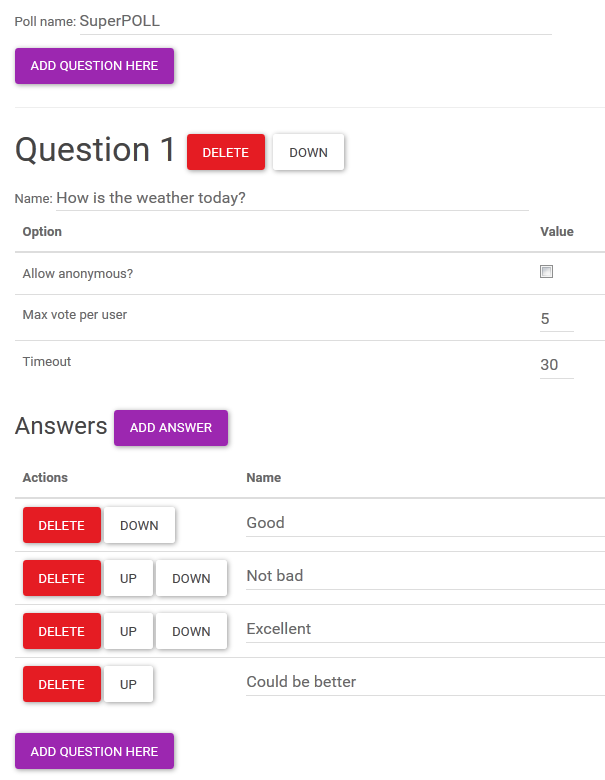 Poll name: SuperPOLL
ADD QUESTION HERE
Question 1 DELETE DOWN
Name: How is the weather today?
Option Value
Allow anonymous?
Max vote per user 5
Timeout 30
Answers ADD ANSWER
Actions Name
DELETE DOWN Good
DELETE UP DOWN Not bad
DELETE UP DOWN Excellent
DELETE UP Could be better
ADD QUESTION HERE